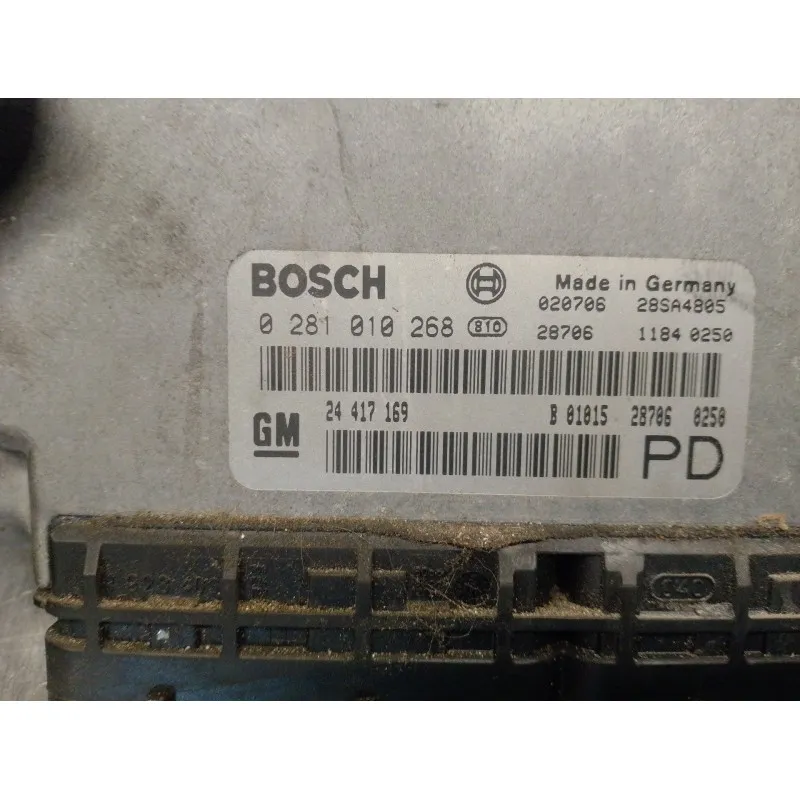 BOSCH Made in Germany
020706 28SA4805
0 281 010 268 810 28706 1184 0250
24 417 169 B 01015 28706 0250
GM PD